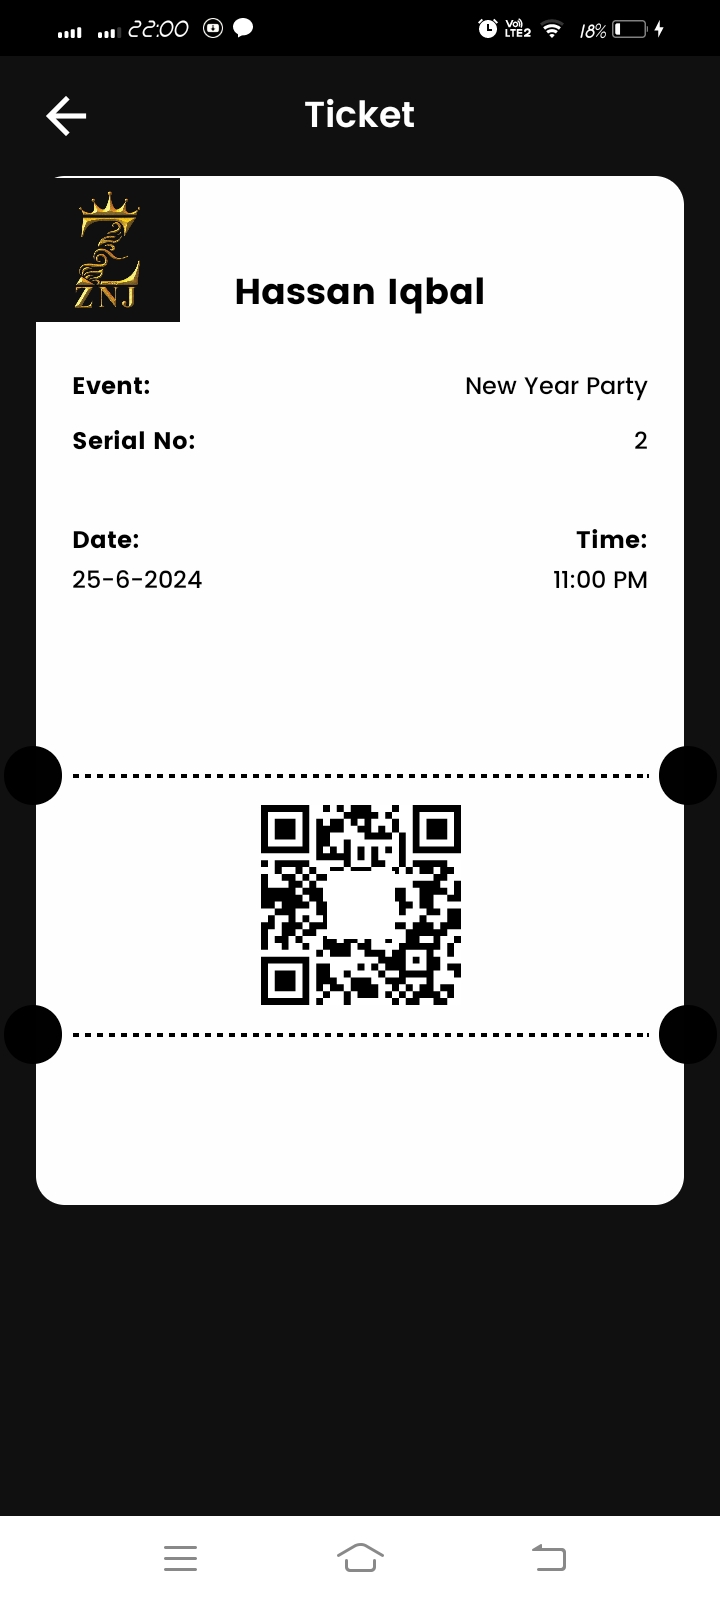 22:00 Vo)) LTE2 18%
Ticket
Z
ZNJ
Hassan Iqbal
Event: New Year Party
Serial No: 2
Date: Time:
25-6-2024 11:00 PM